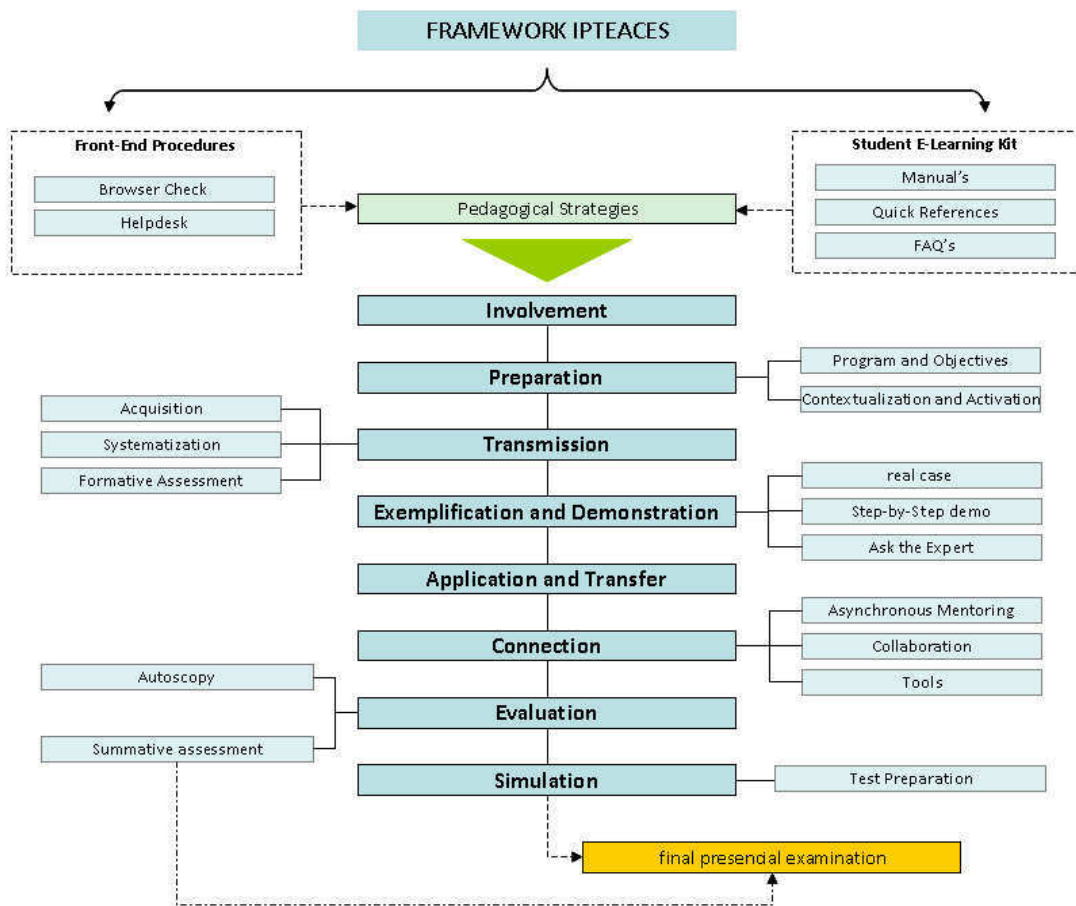 FRAMEWORK IPTEACES
Front-End Procedures
Browser Check
Helpdesk
Student E-Learning Kit
Manual's
Quick References
FAQ's
Pedagogical Strategies
Involvement
Preparation
Program and Objectives
Contextualization and Activation
Acquisition
Systematization
Formative Assessment
Transmission
Exemplification and Demonstration
real case
Step-by-Step demo
Ask the Expert
Application and Transfer
Connection
Asynchronous Mentoring
Collaboration
Tools
Autoscopy
Summative assessment
Evaluation
Simulation
Test Preparation
final presencial examination